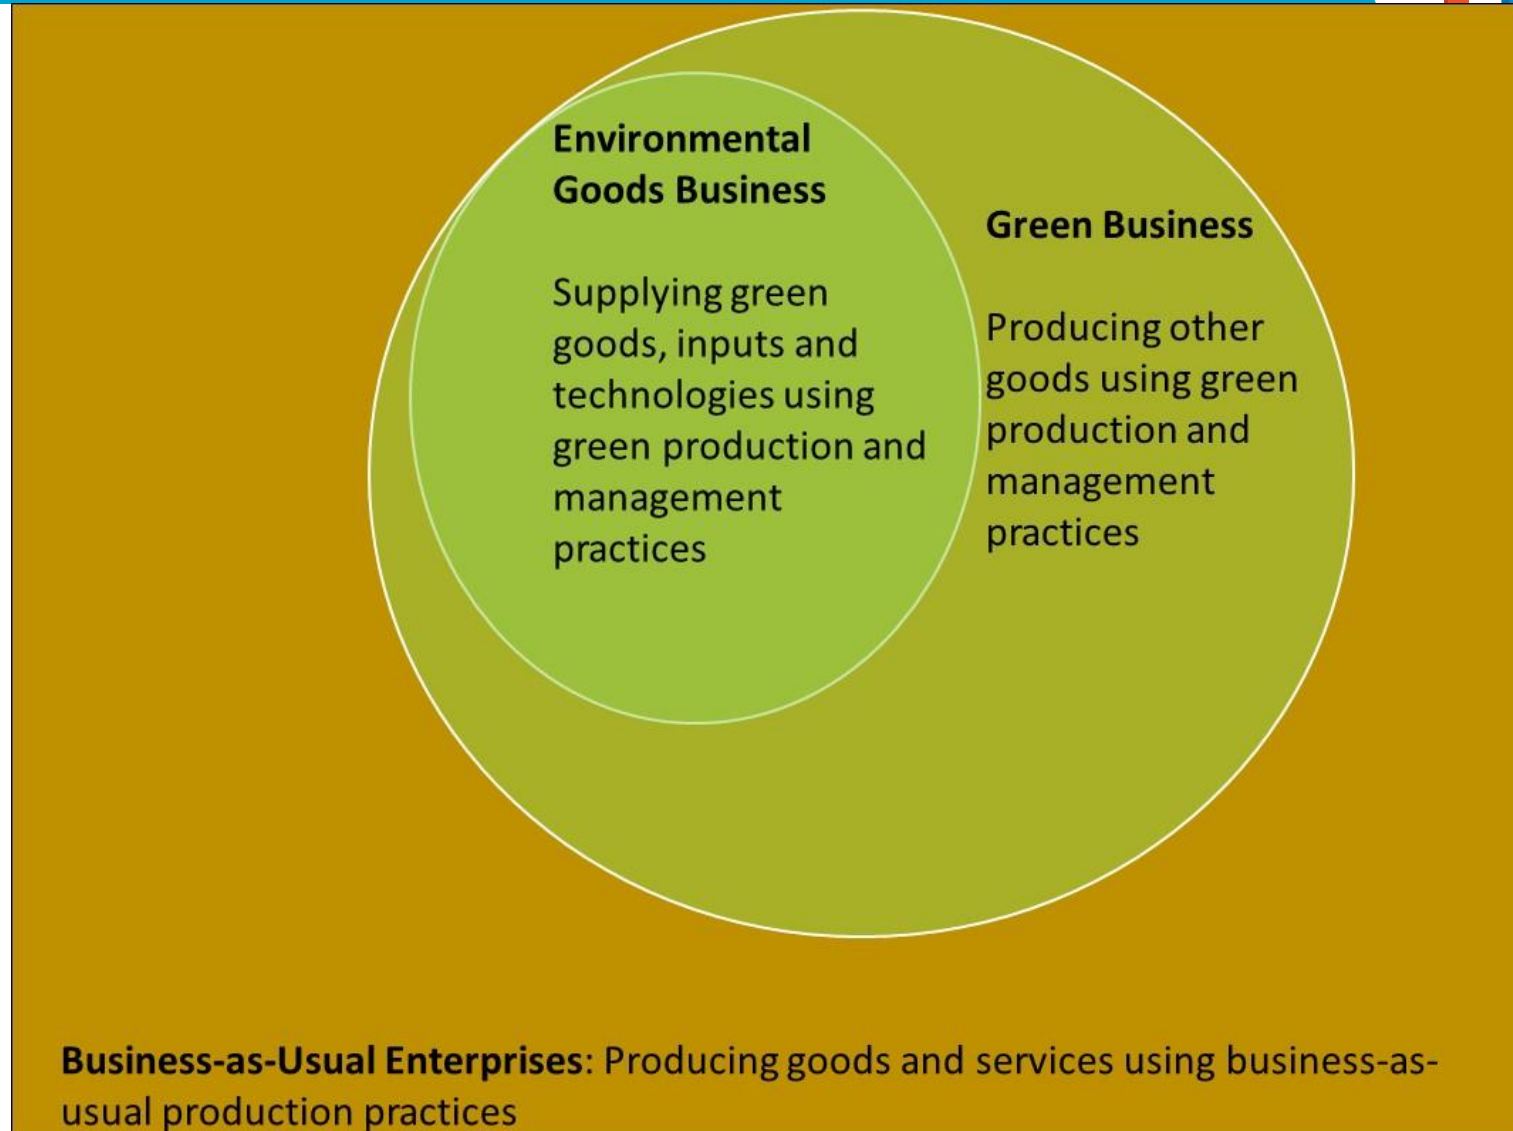 Environmental
Goods Business
Supplying green
goods, inputs and
technologies using
green production and
management
practices
Green Business
Producing other
goods using green
production and
management
practices
Business-as-Usual Enterprises: Producing goods and services using business-as-
usual production practices